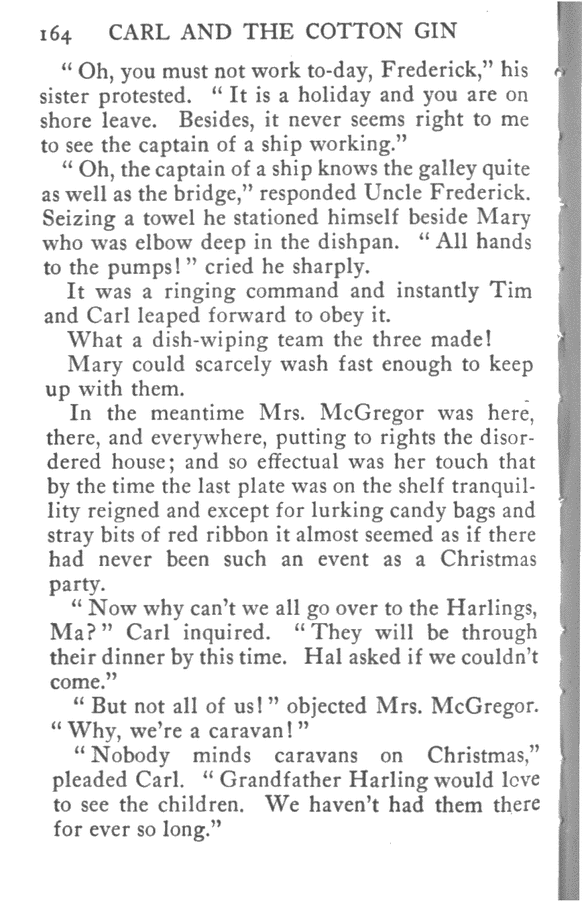 164 CARL AND THE COTTON GIN
“ Oh, you must not work to-day, Frederick,” his
sister protested. “ It is a holiday and you are on
shore leave. Besides, it never seems right to me
to see the captain of a ship working.”
“ Oh, the captain of a ship knows the galley quite
as well as the bridge,” responded Uncle Frederick.
Seizing a towel he stationed himself beside Mary
who was elbow deep in the dishpan. “ All hands
to the pumps! ” cried he sharply.
It was a ringing command and instantly Tim
and Carl leaped forward to obey it.
What a dish-wiping team the three made!
Mary could scarcely wash fast enough to keep
up with them.
In the meantime Mrs. McGregor was here,
there, and everywhere, putting to rights the disor-
dered house; and so effectual was her touch that
by the time the last plate was on the shelf tranquil-
lity reigned and except for lurking candy bags and
stray bits of red ribbon it almost seemed as if there
had never been such an event as a Christmas
party.
“ Now why can’t we all go over to the Harlings,
Ma? ” Carl inquired. “ They will be through
their dinner by this time. Hal asked if we couldn’t
come.”
“ But not all of us! ” objected Mrs. McGregor.
“ Why, we’re a caravan! ”
“ Nobody minds caravans on Christmas,”
pleaded Carl. “ Grandfather Harling would love
to see the children. We haven’t had them there
for ever so long.”